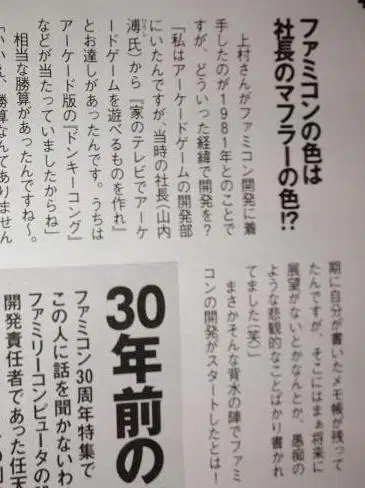 ファミコンの色は
社長のマフラーの色!?
上村さんがファミコン開発に着
手したのが1981年とのことで
すが、どういった経緯で開発を?
「私はアーケードゲームの開発部
にいたんですが、当時の社長(山内
溥氏)から『家のテレビでアーケ
ードゲームを遊べるものを作れ』
とお達しがあったんです。うちは
アーケード版の『ドンキーコング』
などが当たっていましたからね」
相当な勝算があったんですね〜。
「いいえ、勝算なんてありません
期に自分が書いたメモ帳が残って
たんですが、そこにはまぁ将来に
展望がないとかなんとか、愚痴の
ような悲観的なことばかり書かれ
てました(笑)」
まさかそんな背水の陣でファミ
コンの開発がスタートしたとは!
30年前の
ファミコン30周年特集で
この人に話を聞かないわ
ファミリーコンピュータの
開発責任者であった任天